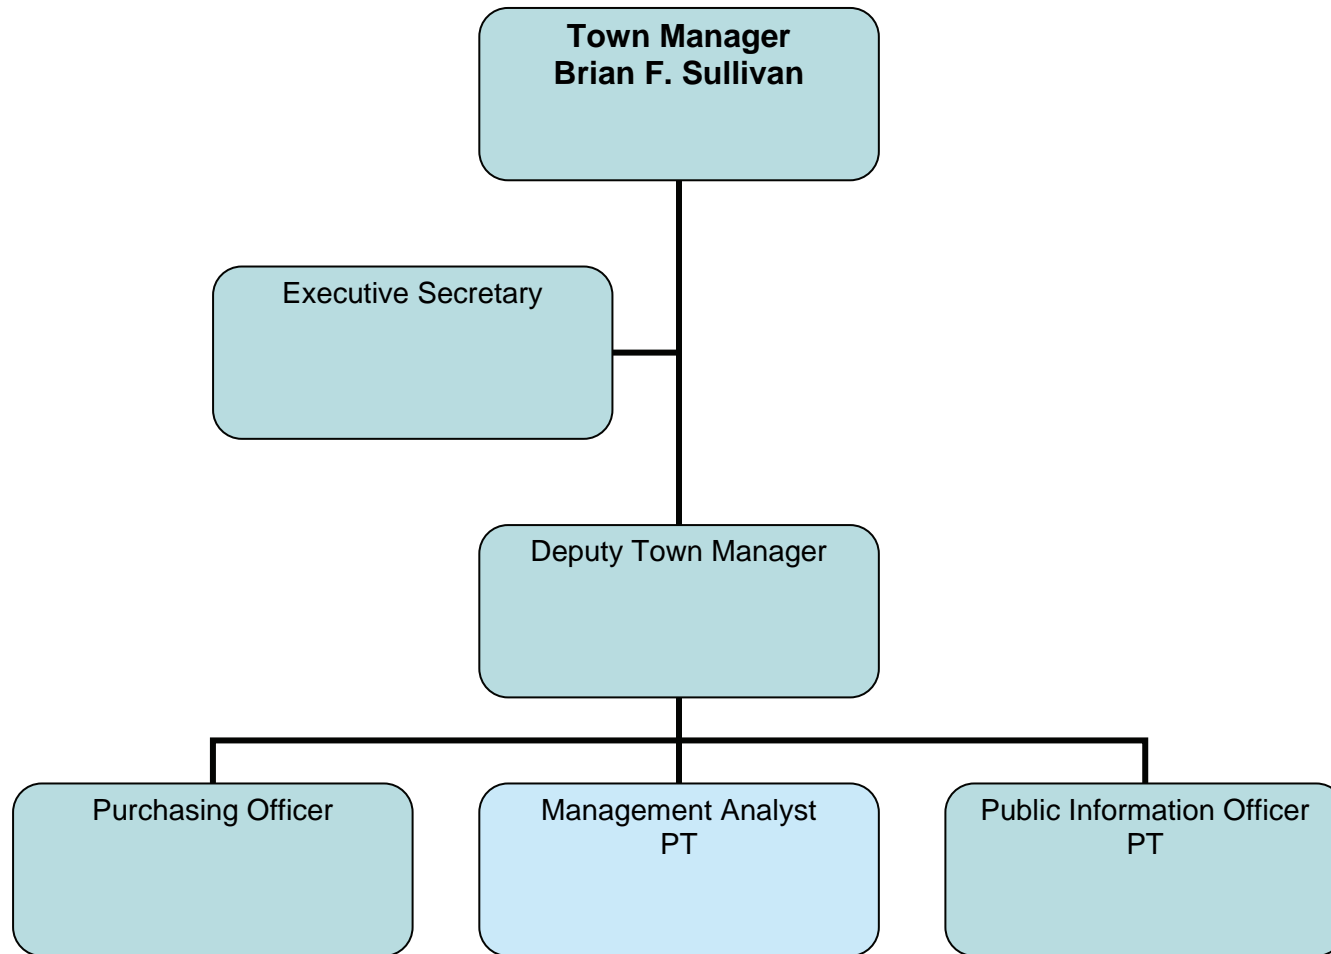 Town Manager
Brian F. Sullivan
Executive Secretary
Deputy Town Manager
Purchasing Officer
Management Analyst
PT
Public Information Officer
PT